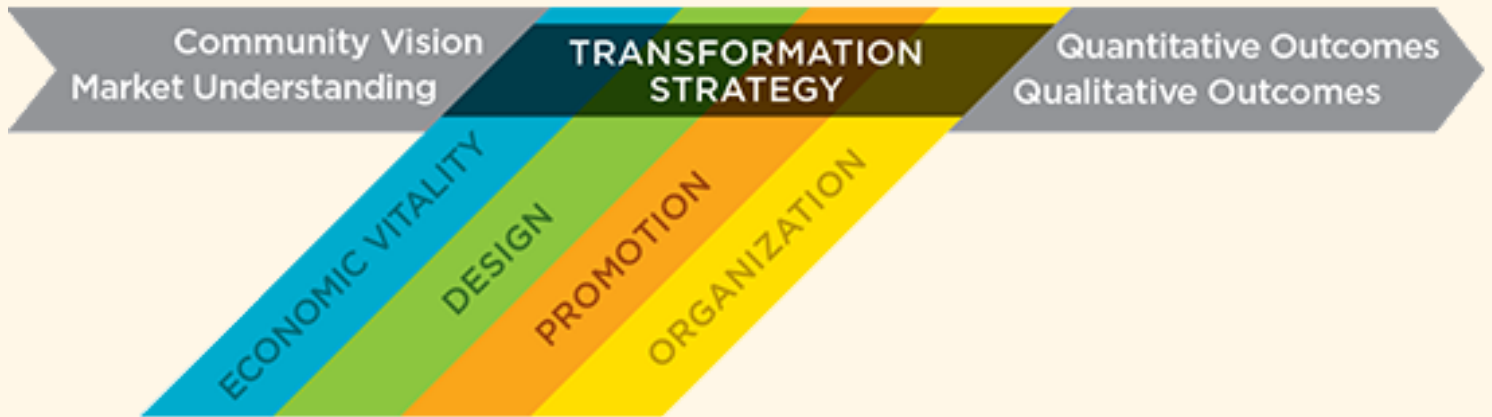 Community Vision
Market Understanding
TRANSFORMATION
STRATEGY
Quantitative Outcomes
Qualitative Outcomes
ECONOMIC VITALITY
DESIGN
PROMOTION
ORGANIZATION